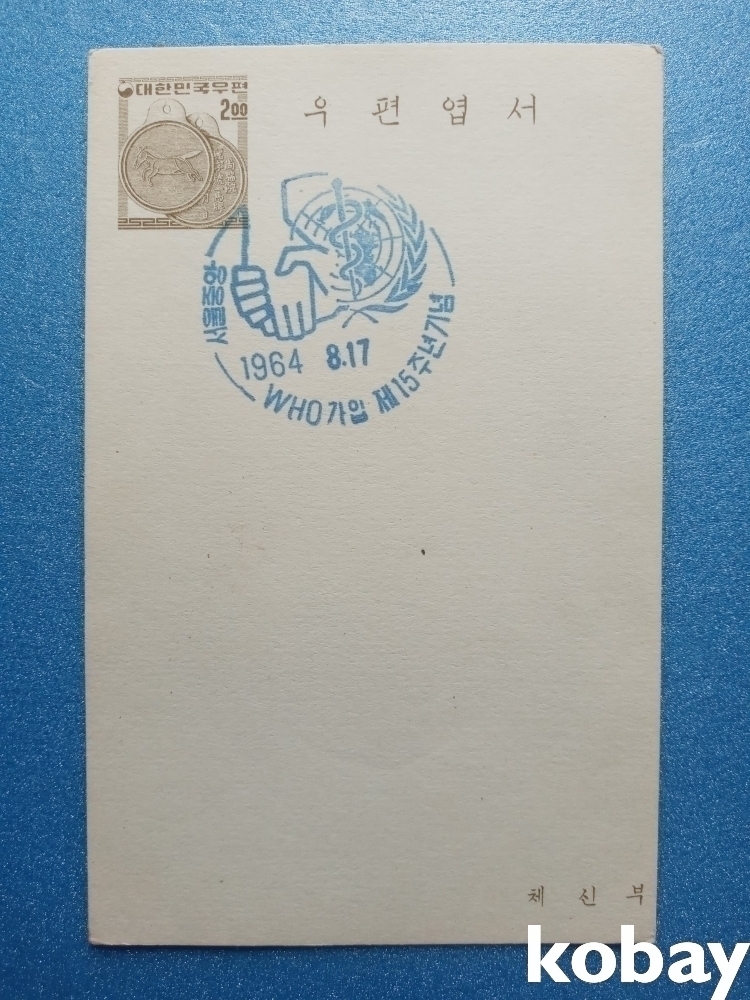 대한민국우편
2.00
우편엽서
서울중앙
1964 8.17
WHO가입 제15주년기념
체신부
kobay